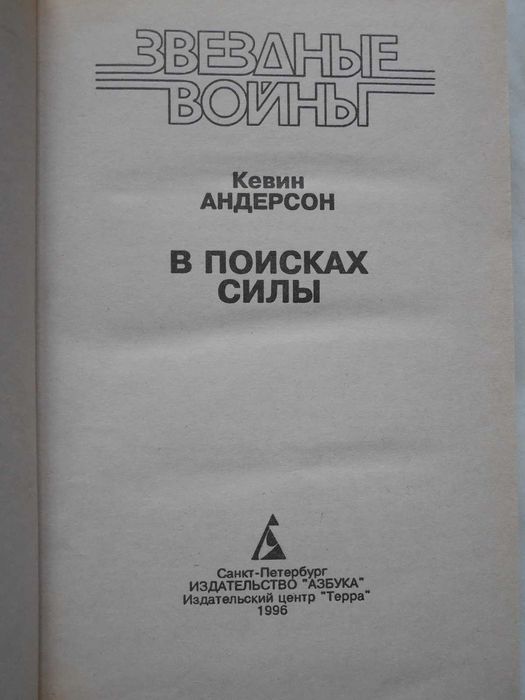 ЗВЕЗДНЫЕ
ВОЙНЫ
Кевин
АНДЕРСОН
В ПОИСКАХ
СИЛЫ
Санкт-Петербург
ИЗДАТЕЛЬСТВО "АЗБУКА"
Издательский центр "Терра"
1996